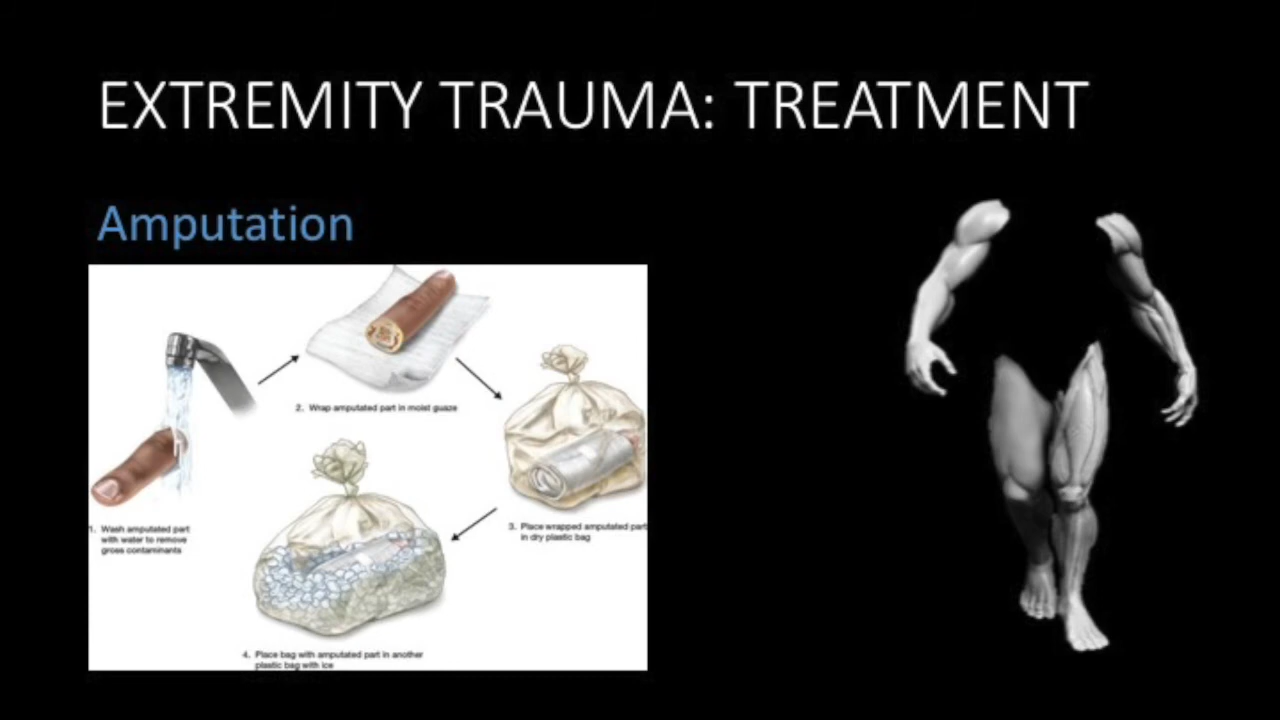 EXTREMITY TRAUMA: TREATMENT
Amputation
2. Wrap amputated part in moist guaze
1. Wash amputated part
with water to remove
gross contaminants
3. Place wrapped amputated part
in dry plastic bag
4. Place bag with amputated part in another
plastic bag with ice